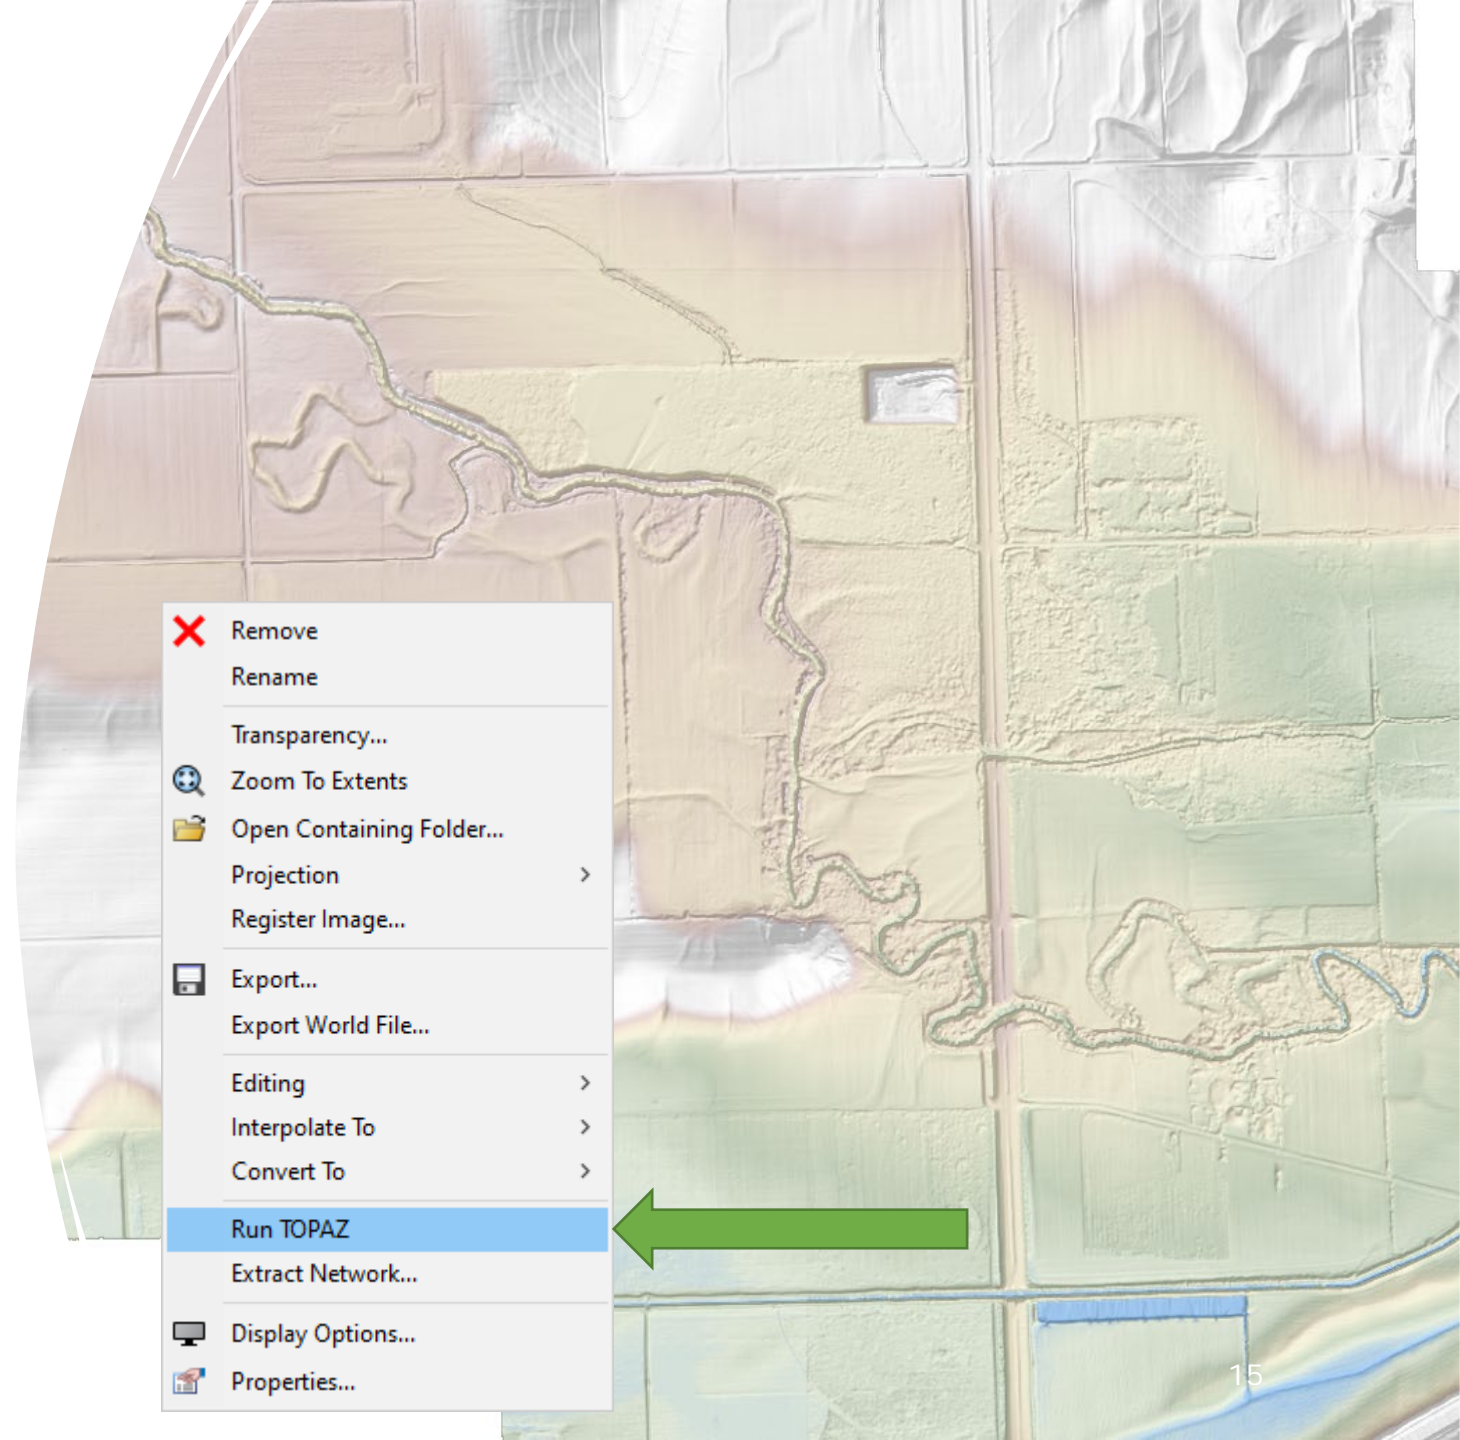 Remove
Rename
Transparency...
Zoom To Extents
Open Containing Folder...
Projection
Register Image...
Export...
Export World File...
Editing
Interpolate To
Convert To
Run TOPAZ
Extract Network...
Display Options...
Properties...
15